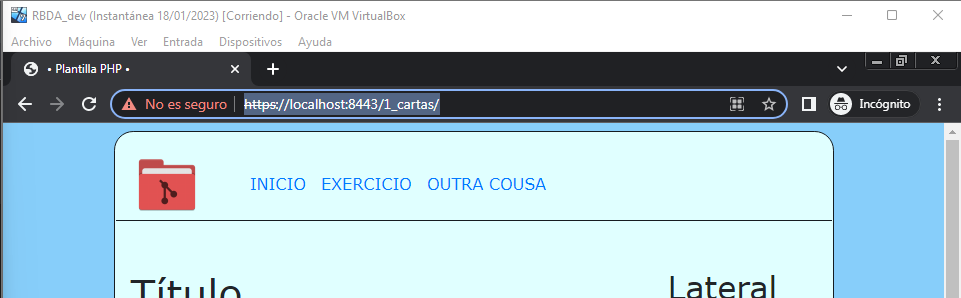 RBDA_dev (Instantánea 18/01/2023) [Corriendo] - Oracle VM VirtualBox
Archivo Máquina Ver Entrada Dispositivos Ayuda
• Plantilla PHP •
No es seguro https://localhost:8443/1_cartas/ Incógnito
INICIO EXERCICIO OUTRA COUSA
Título Lateral